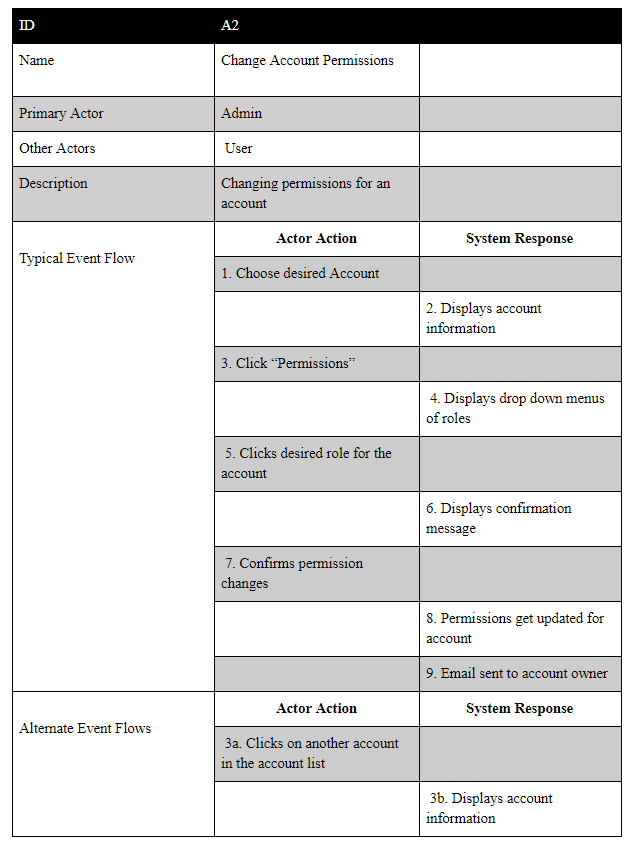 ID A2
Name Change Account Permissions
Primary Actor Admin
Other Actors User
Description Changing permissions for an
account
Actor Action System Response
Typical Event Flow
1. Choose desired Account
2. Displays account
information
3. Click “Permissions”
4. Displays drop down menus
of roles
5. Clicks desired role for the
account
6. Displays confirmation
message
7. Confirms permission
changes
8. Permissions get updated for
account
9. Email sent to account owner
Actor Action System Response
Alternate Event Flows
3a. Clicks on another account
in the account list
3b. Displays account
information